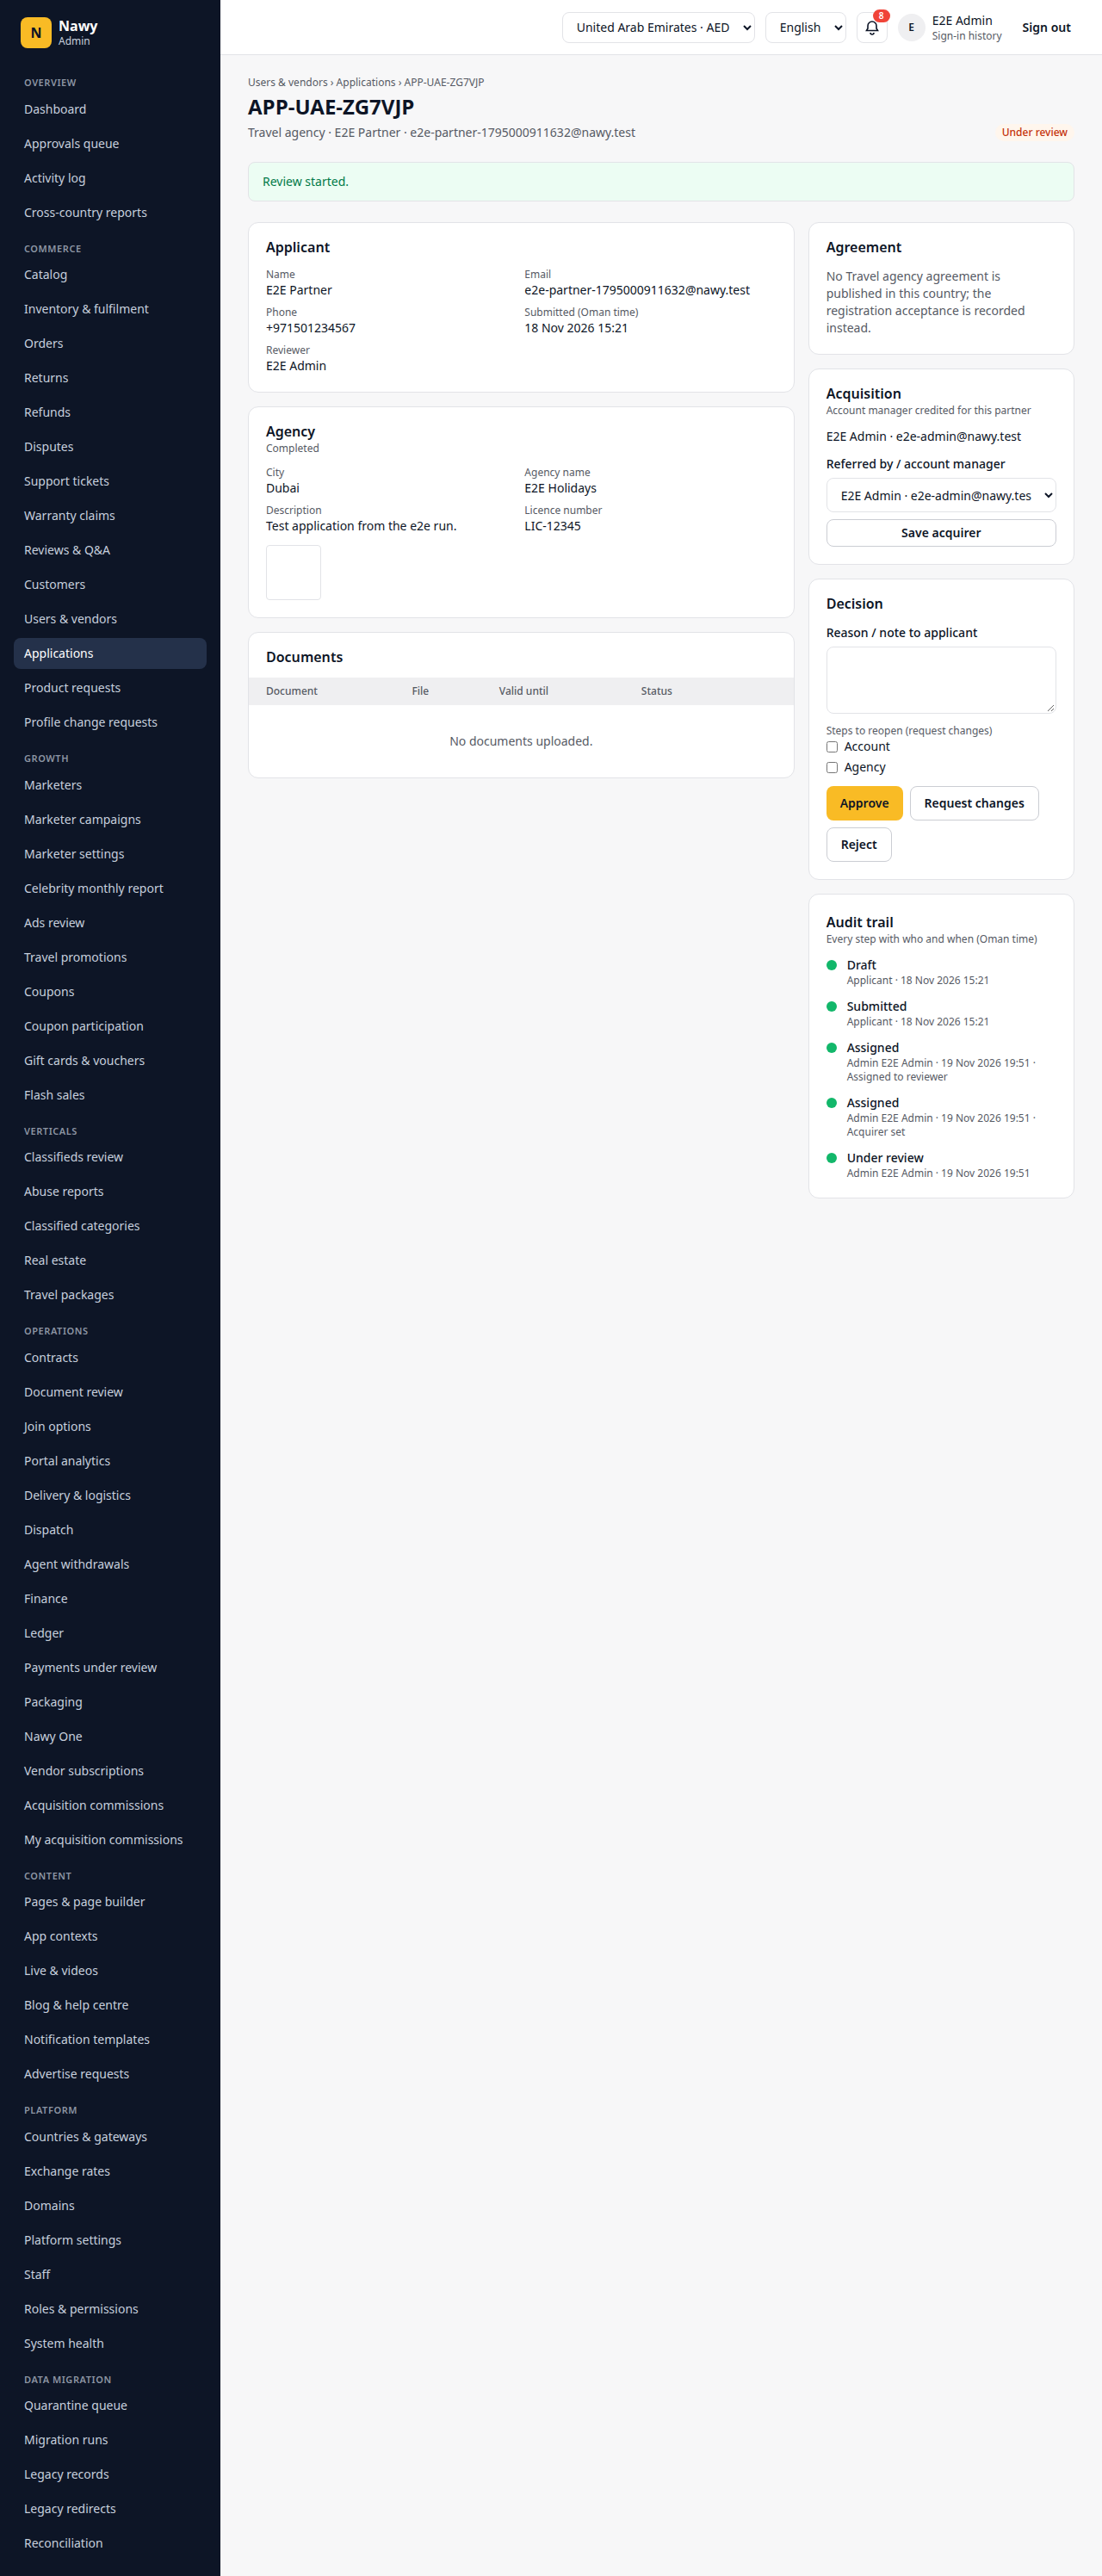 N
Nawy
Admin
OVERVIEW
Dashboard
Approvals queue
Activity log
Cross-country reports
COMMERCE
Catalog
Inventory & fulfilment
Orders
Returns
Refunds
Disputes
Support tickets
Warranty claims
Reviews & Q&A
Customers
Users & vendors
Applications
Product requests
Profile change requests
GROWTH
Marketers
Marketer campaigns
Marketer settings
Celebrity monthly report
Ads review
Travel promotions
Coupons
Coupon participation
Gift cards & vouchers
Flash sales
VERTICALS
Classifieds review
Abuse reports
Classified categories
Real estate
Travel packages
OPERATIONS
Contracts
Document review
Join options
Portal analytics
Delivery & logistics
Dispatch
Agent withdrawals
Finance
Ledger
Payments under review
Packaging
Nawy One
Vendor subscriptions
Acquisition commissions
My acquisition commissions
CONTENT
Pages & page builder
App contexts
Live & videos
Blog & help centre
Notification templates
Advertise requests
PLATFORM
Countries & gateways
Exchange rates
Domains
Platform settings
Staff
Roles & permissions
System health
DATA MIGRATION
Quarantine queue
Migration runs
Legacy records
Legacy redirects
Reconciliation
United Arab Emirates · AED
English
8
E
E2E Admin
Sign-in history
Sign out
Users & vendors › Applications › APP-UAE-ZG7VJP
APP-UAE-ZG7VJP
Travel agency · E2E Partner · e2e-partner-1795000911632@nawy.test
Under review
Review started.
Applicant
Name
E2E Partner
Email
e2e-partner-1795000911632@nawy.test
Phone
+971501234567
Submitted (Oman time)
18 Nov 2026 15:21
Reviewer
E2E Admin
Agency
Completed
City
Dubai
Agency name
E2E Holidays
Description
Test application from the e2e run.
Licence number
LIC-12345
Documents
Document File Valid until Status
No documents uploaded.
Agreement
No Travel agency agreement is
published in this country; the
registration acceptance is recorded
instead.
Acquisition
Account manager credited for this partner
E2E Admin · e2e-admin@nawy.test
Referred by / account manager
E2E Admin · e2e-admin@nawy.tes
Save acquirer
Decision
Reason / note to applicant
Steps to reopen (request changes)
Account
Agency
Approve
Request changes
Reject
Audit trail
Every step with who and when (Oman time)
Draft
Applicant · 18 Nov 2026 15:21
Submitted
Applicant · 18 Nov 2026 15:21
Assigned
Admin E2E Admin · 19 Nov 2026 19:51 ·
Assigned to reviewer
Assigned
Admin E2E Admin · 19 Nov 2026 19:51 ·
Acquirer set
Under review
Admin E2E Admin · 19 Nov 2026 19:51